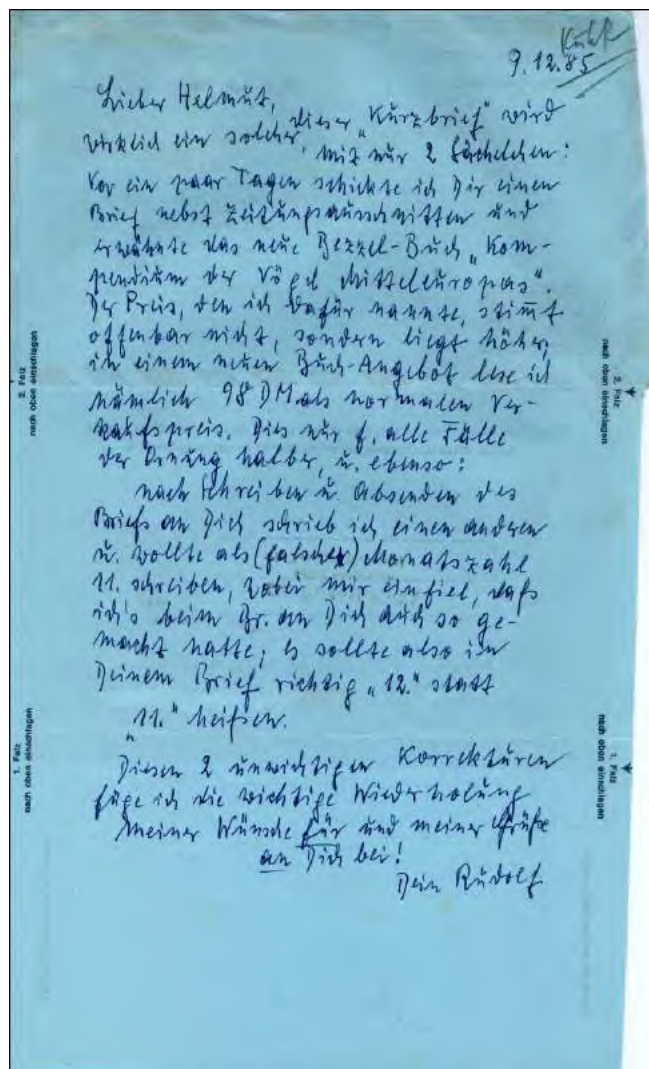 Kuhk
9.12.85
Lieber Helmut,
dieser „Kurzbrief" wird
wirklich ein solcher,
mit nur 2 Sächelchen:
Vor ein paar Tagen schickte ich Dir einen
Brief nebst Zeitungsausschnitten und
erwähnte das neue Bezzel-Buch „Kom-
pendium der Vögel Mitteleuropas".
Der Preis, den ich dafür nannte, stimmt
offenbar nicht, sondern liegt höher;
in einem neuen Buch-Angebot lese ich
nämlich 98 DM als normalen Ver-
kaufspreis. Dies nur f. alle Fälle
der Ornung halber, u. ebenso:
nach Schreiben u. Absenden des
Briefs an Dich schrieb ich einen anderen
u. wollte als (falsche) Monatszahl
11. schreiben, wobei mir einfiel, daß
ich's beim Br. an Dich auch so ge-
macht hatte; es sollte also in
Deinem Brief richtig „12." statt
„11." heißen.
Diesen 2 unwichtigen Korrekturen
füge ich die wichtige Wiederholung
meiner Wünsche für und meiner Grüße
an Dich bei!
Dein Rudolf
2. Falz
nach oben einschlagen
1. Falz
nach oben einschlagen
2. Falz
nach oben einschlagen
1. Falz
nach oben einschlagen